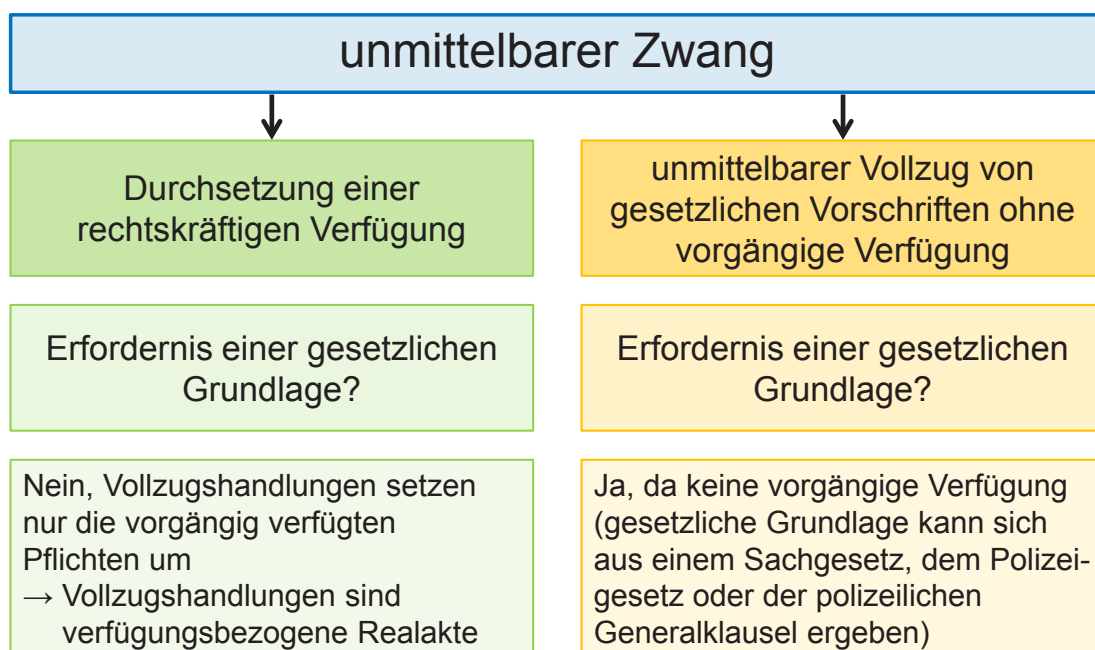 unmittelbarer Zwang
Durchsetzung einer
rechtskräftigen Verfügung
unmittelbarer Vollzug von
gesetzlichen Vorschriften ohne
vorgängige Verfügung
Erfordernis einer gesetzlichen
Grundlage?
Erfordernis einer gesetzlichen
Grundlage?
Nein, Vollzugshandlungen setzen
nur die vorgängig verfügten
Pflichten um
→ Vollzugshandlungen sind
verfügungsbezogene Realakte
Ja, da keine vorgängige Verfügung
(gesetzliche Grundlage kann sich
aus einem Sachgesetz, dem Polizei-
gesetz oder der polizeilichen
Generalklausel ergeben)